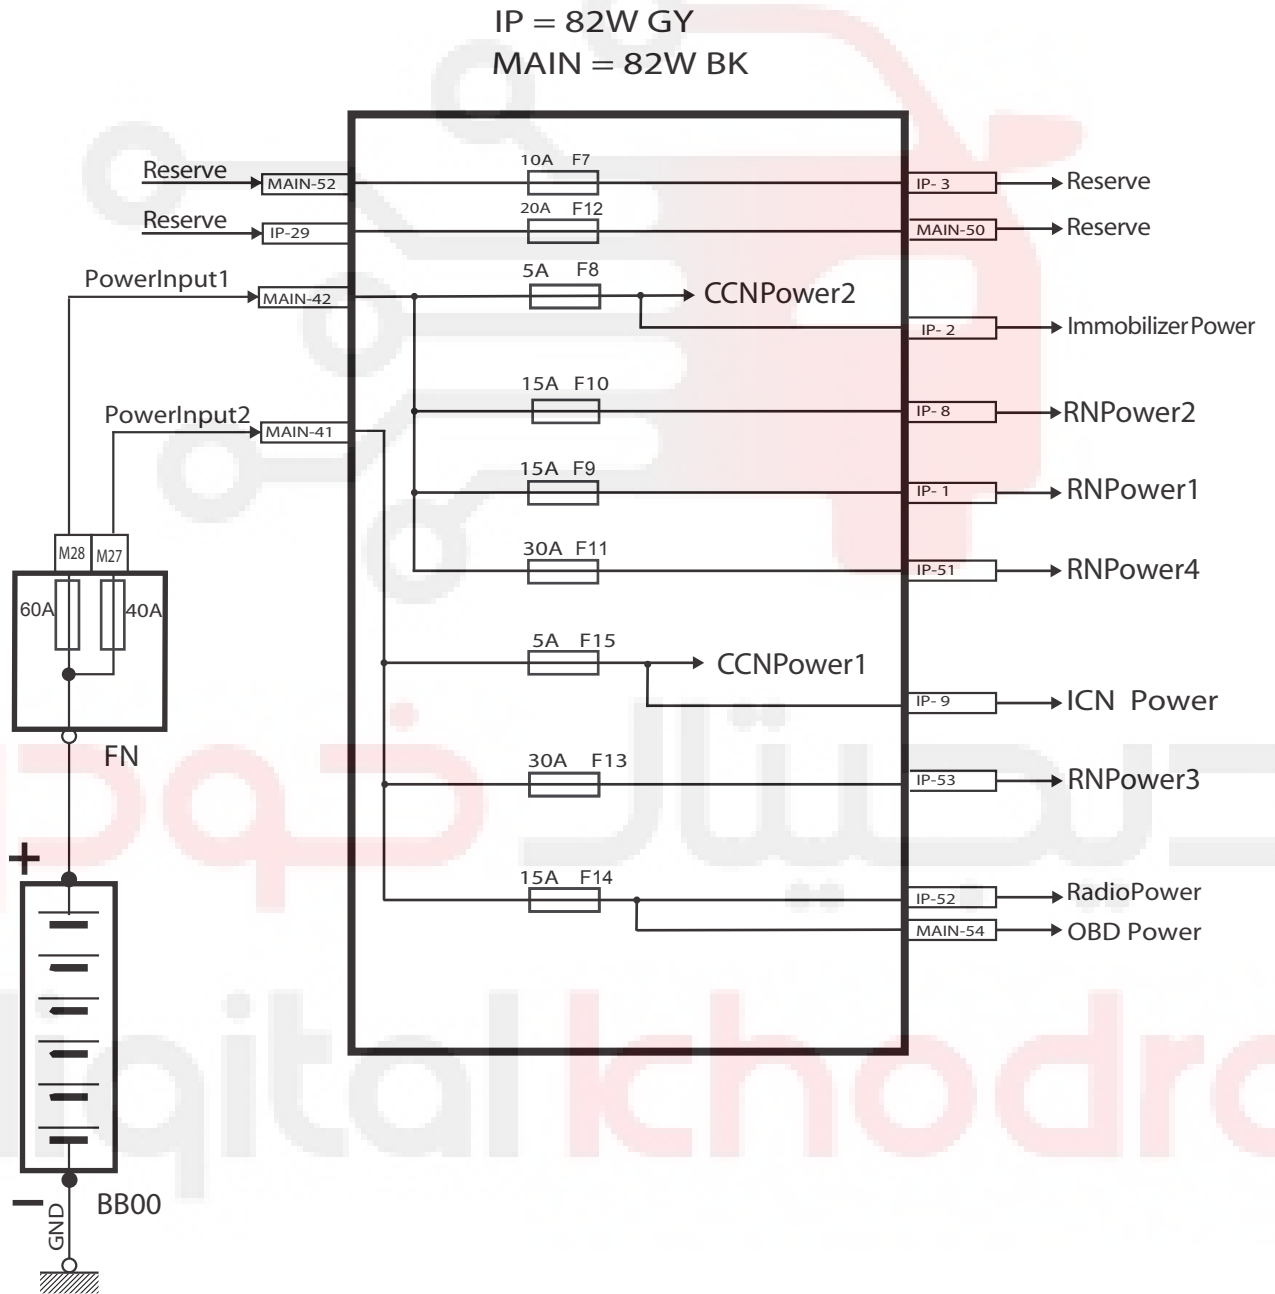 IP = 82W GY
MAIN = 82W BK
Reserve MAIN-52 10A F7 IP- 3 Reserve
Reserve IP-29 20A F12 MAIN-50 Reserve
PowerInput1 MAIN-42 5A F8 CCNPower2
IP- 2 ImmobilizerPower
15A F10 IP- 8 RNPower2
PowerInput2 MAIN-41
15A F9 IP- 1 RNPower1
M28 M27
30A F11 IP-51 RNPower4
60A 40A
5A F15 CCNPower1
IP- 9 ICN Power
FN
30A F13 IP-53 RNPower3
دیجیتال خودرو
+
15A F14 IP-52 RadioPower
MAIN-54 OBD Power
digital khodro
− BB00
GND